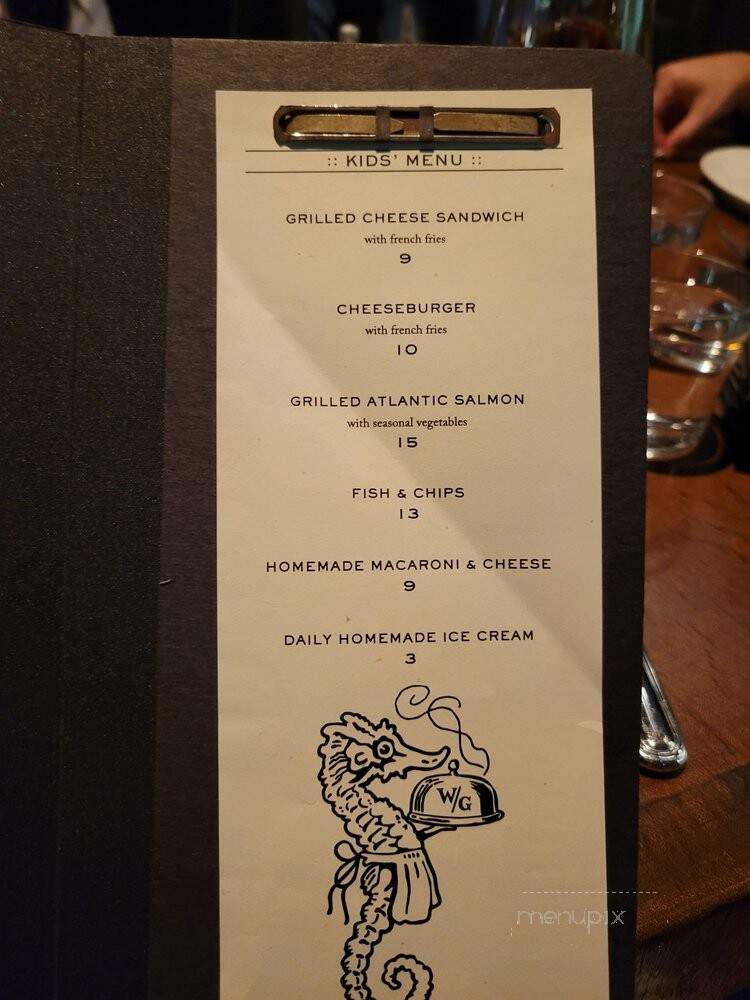 :: KIDS' MENU ::
GRILLED CHEESE SANDWICH
with french fries
9
CHEESEBURGER
with french fries
10
GRILLED ATLANTIC SALMON
with seasonal vegetables
15
FISH & CHIPS
13
HOMEMADE MACARONI & CHEESE
9
DAILY HOMEMADE ICE CREAM
3
W/G
menupix